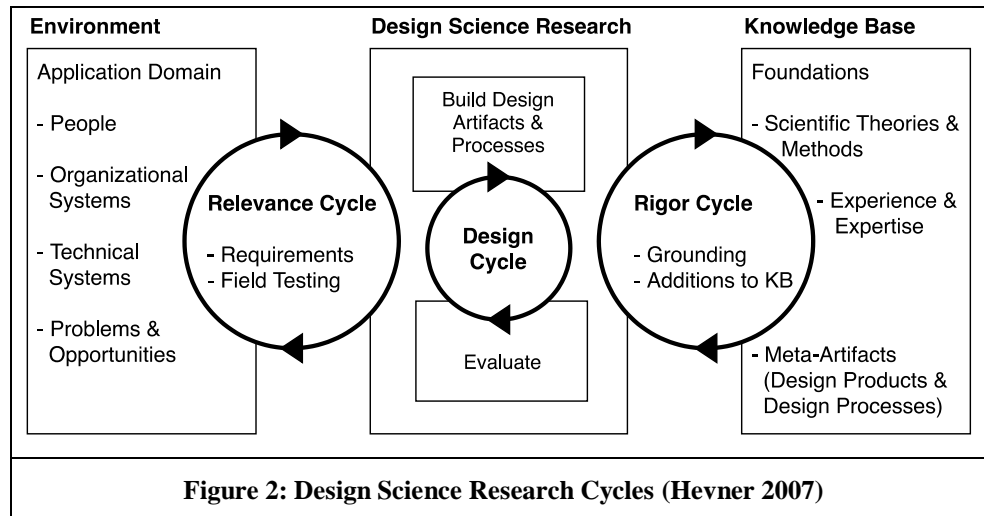 Environment
Application Domain
- People
- Organizational
Systems
- Technical
Systems
- Problems &
Opportunities
Relevance Cycle
- Requirements
- Field Testing
Design Science Research
Build Design
Artifacts &
Processes
Design
Cycle
Evaluate
Rigor Cycle
- Grounding
- Additions to KB
Knowledge Base
Foundations
- Scientific Theories &
Methods
- Experience &
Expertise
- Meta-Artifacts
(Design Products &
Design Processes)
Figure 2: Design Science Research Cycles (Hevner 2007)